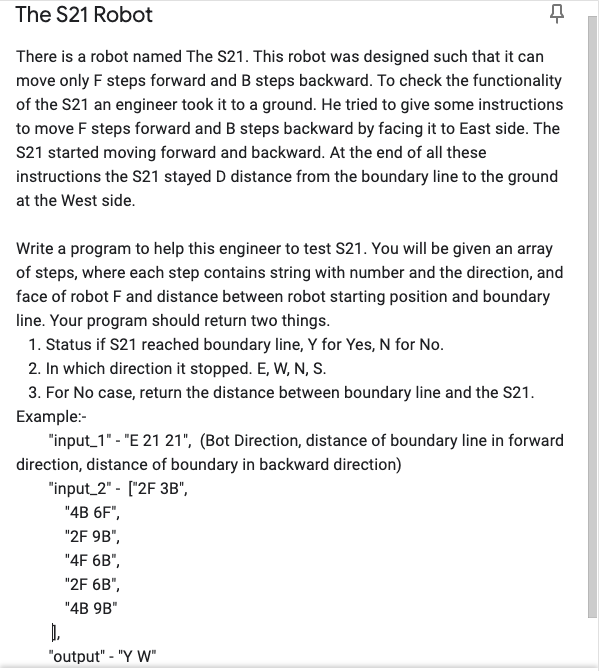 The S21 Robot
There is a robot named The S21. This robot was designed such that it can
move only F steps forward and B steps backward. To check the functionality
of the S21 an engineer took it to a ground. He tried to give some instructions
to move F steps forward and B steps backward by facing it to East side. The
S21 started moving forward and backward. At the end of all these
instructions the S21 stayed D distance from the boundary line to the ground
at the West side.
Write a program to help this engineer to test S21. You will be given an array
of steps, where each step contains string with number and the direction, and
face of robot F and distance between robot starting position and boundary
line. Your program should return two things.
1. Status if S21 reached boundary line, Y for Yes, N for No.
2. In which direction it stopped. E, W, N, S.
3. For No case, return the distance between boundary line and the S21.
Example:-
"input_1" - "E 21 21", (Bot Direction, distance of boundary line in forward
direction, distance of boundary in backward direction)
"input_2" - ["2F 3B",
"4B 6F",
"2F 9B",
"4F 6B",
"2F 6B",
"4B 9B"
],
"output" - "Y W"